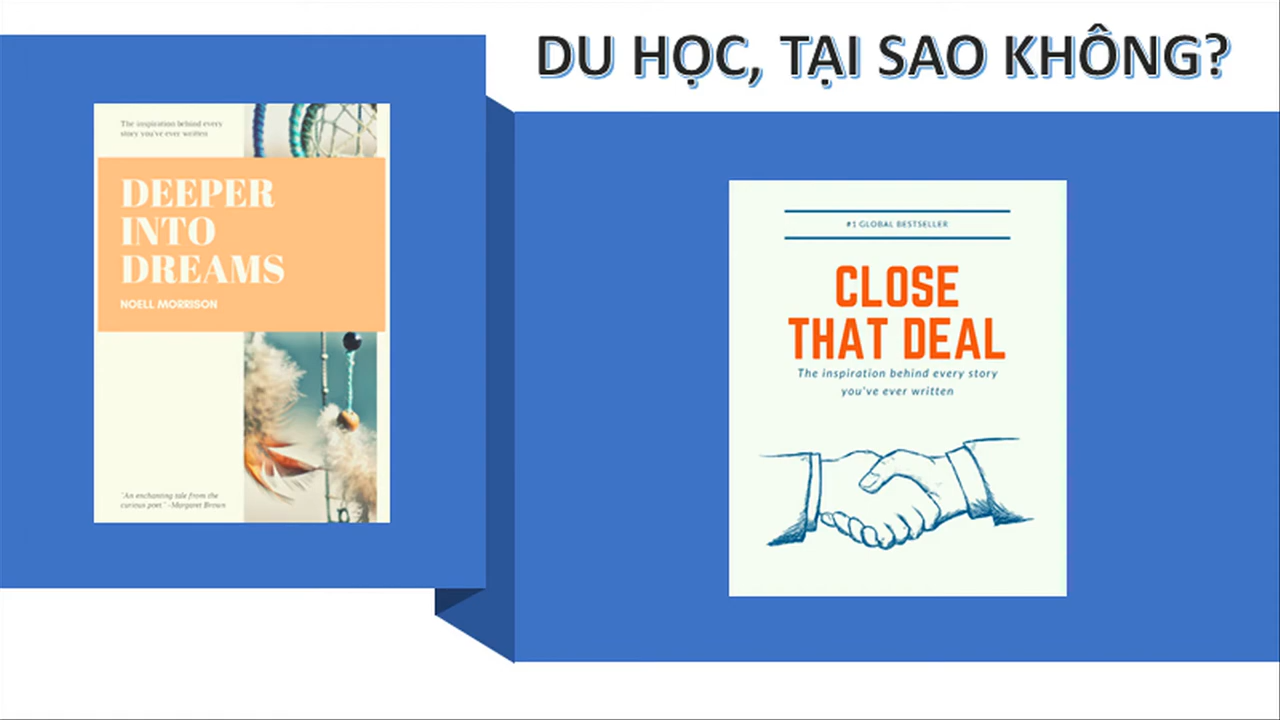 DU HỌC, TẠI SAO KHÔNG?
The inspiration behind every
story you've ever written
DEEPER
INTO
DREAMS
NOELL MORRISON
"An enchanting tale from the
curious poet." -Margaret Brown
#1 GLOBAL BESTSELLER
CLOSE
THAT DEAL
The inspiration behind every story
you've ever written